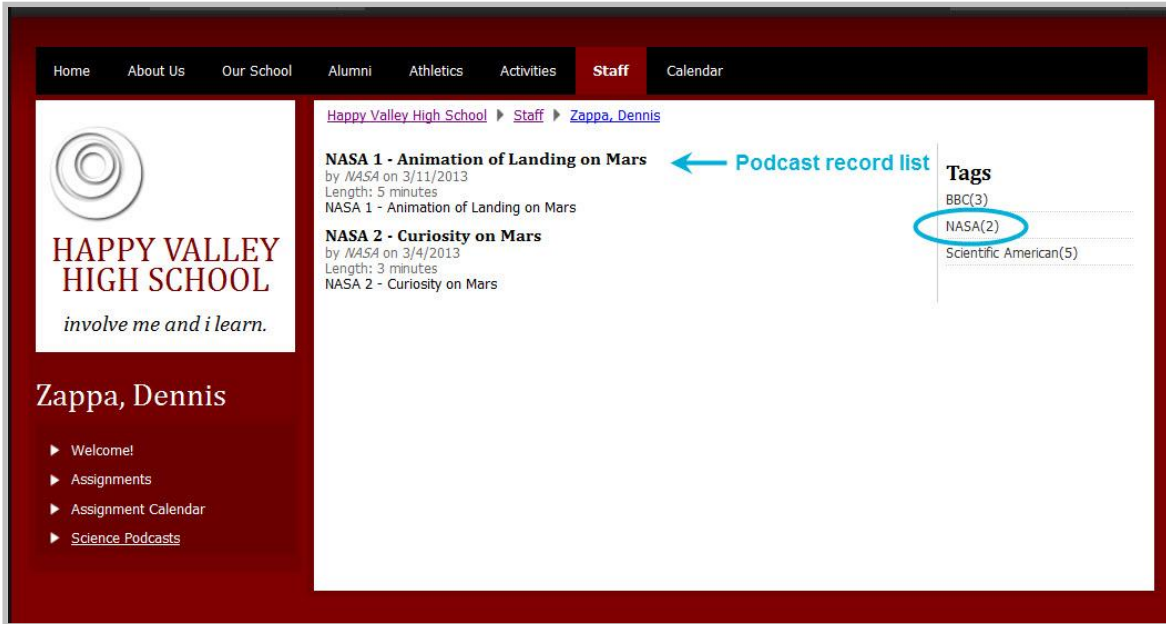 Home About Us Our School Alumni Athletics Activities Staff Calendar
HAPPY VALLEY
HIGH SCHOOL
involve me and i learn.
Zappa, Dennis
Welcome!
Assignments
Assignment Calendar
Science Podcasts
Happy Valley High School Staff Zappa, Dennis
NASA 1 - Animation of Landing on Mars
by NASA on 3/11/2013
Length: 5 minutes
NASA 1 - Animation of Landing on Mars
NASA 2 - Curiosity on Mars
by NASA on 3/4/2013
Length: 3 minutes
NASA 2 - Curiosity on Mars
Podcast record list
Tags
BBC(3)
NASA(2)
Scientific American(5)